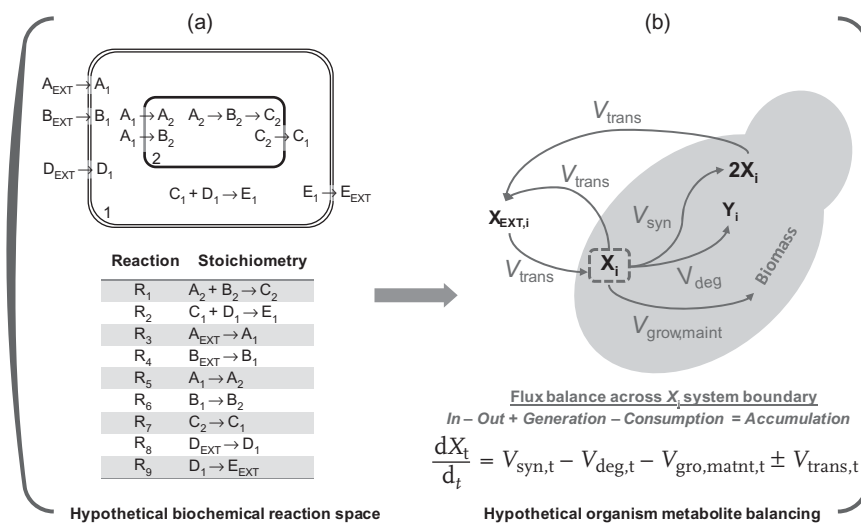 (a)
A_EXT → A_1
B_EXT → B_1
D_EXT → D_1
A_1 → A_2 A_2 → B_2 → C_2
A_1 → B_2 C_2 → C_1
2
C_1 + D_1 → E_1
E_1 → E_EXT
1
Reaction Stoichiometry
R_1 A_2 + B_2 → C_2
R_2 C_1 + D_1 → E_1
R_3 A_EXT → A_1
R_4 B_EXT → B_1
R_5 A_1 → A_2
R_6 B_1 → B_2
R_7 C_2 → C_1
R_8 D_EXT → D_1
R_9 D_1 → E_EXT
Hypothetical biochemical reaction space
(b)
V_trans
V_trans
2X_i
V_syn
Y_i
X_EXT,i
V_trans
X_i
V_deg
Biomass
V_grow,maint
Flux balance across X_i system boundary
In – Out + Generation – Consumption = Accumulation
dX_t/d_t = V_syn,t − V_deg,t − V_gro,matnt,t ± V_trans,t
Hypothetical organism metabolite balancing